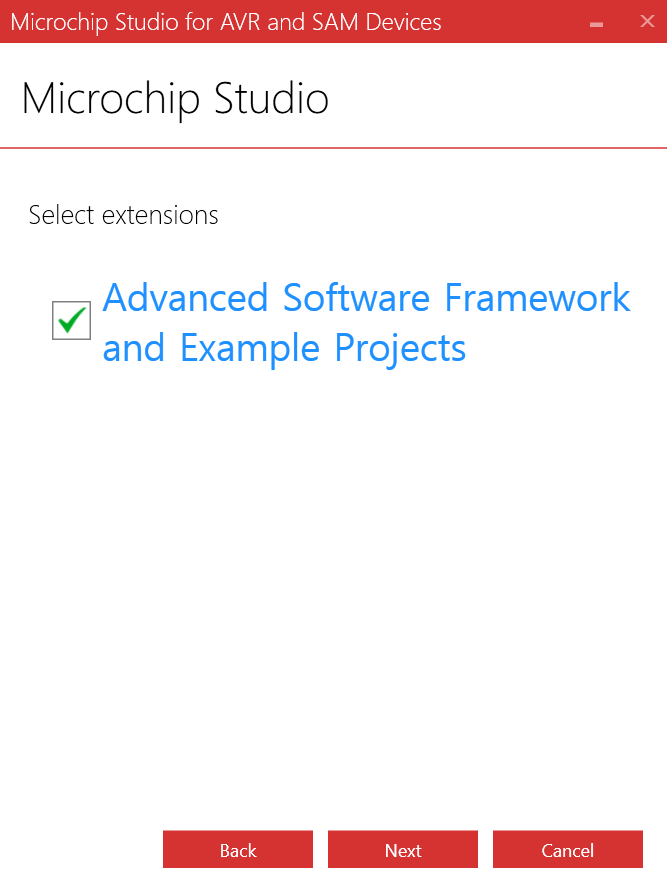 Microchip Studio for AVR and SAM Devices
Microchip Studio
Select extensions
Advanced Software Framework
and Example Projects
Back Next Cancel